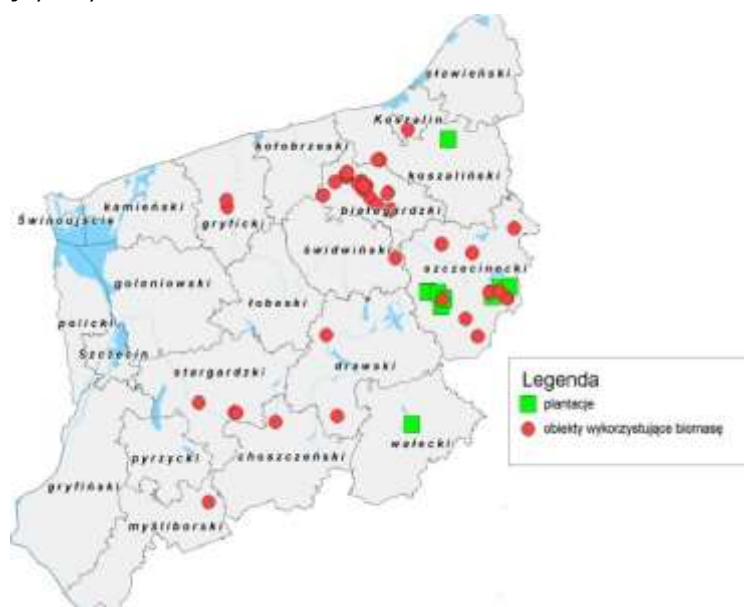 sławieński
Koszalin
kołobrzeski
koszaliński
kamieński
Świnoujście
gryficki
białogardzki
świdwiński
szczecinecki
goleniowski
łobeski
policki
Szczecin
drawski
stargardzki
Legenda
plantacje
obiekty wykorzystujące biomasę
wałecki
pyrzycki
choszczeński
gryfiński
myśliborski